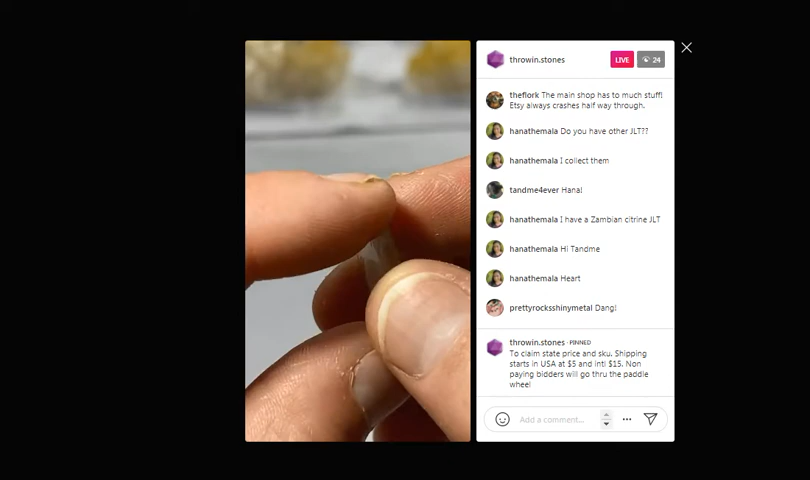 throwin.stones LIVE 24
theflork The main shop has to much stuff!
Etsy always crashes half way through.
hanathemala Do you have other JLT??
hanathemala I collect them
tandme4ever Hana!
hanathemala I have a Zambian citrine JLT
hanathemala Hi Tandme
hanathemala Heart
prettyrocksshinymetal Dang!
throwin.stones · PINNED
To claim state price and sku. Shipping
starts in USA at $5 and intl $15. Non
paying bidders will go thru the paddle
wheel
Add a comment...